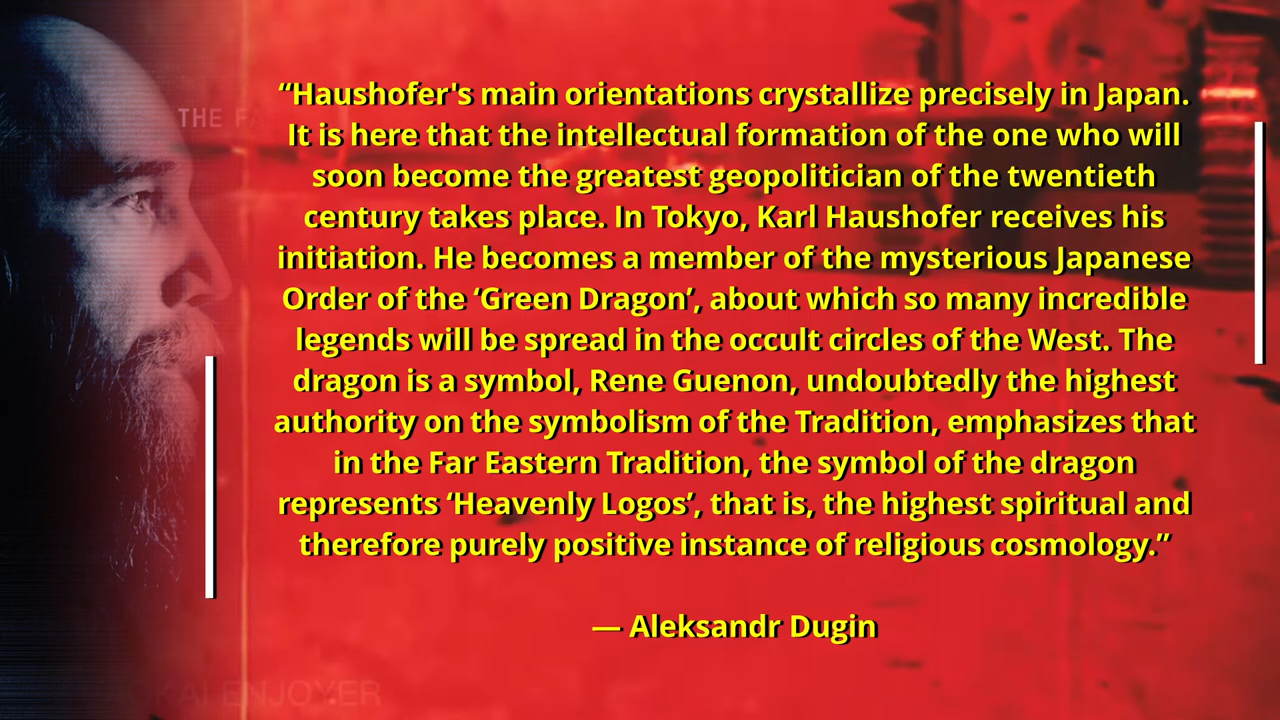 THE FA
“Haushofer's main orientations crystallize precisely in Japan.
It is here that the intellectual formation of the one who will
soon become the greatest geopolitician of the twentieth
century takes place. In Tokyo, Karl Haushofer receives his
initiation. He becomes a member of the mysterious Japanese
Order of the ‘Green Dragon’, about which so many incredible
legends will be spread in the occult circles of the West. The
dragon is a symbol, Rene Guenon, undoubtedly the highest
authority on the symbolism of the Tradition, emphasizes that
in the Far Eastern Tradition, the symbol of the dragon
represents ‘Heavenly Logos’, that is, the highest spiritual and
therefore purely positive instance of religious cosmology.”
— Aleksandr Dugin
KAI ENJOYER